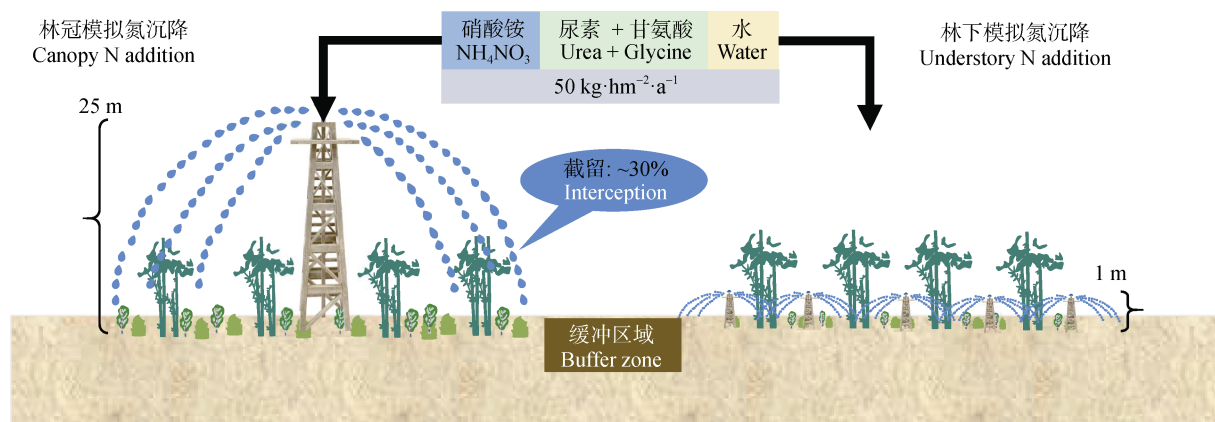 林冠模拟氮沉降
Canopy N addition
硝酸铵
NH₄NO₃
尿素 + 甘氨酸
Urea + Glycine
水
Water
50 kg·hm⁻²·a⁻¹
林下模拟氮沉降
Understory N addition
25 m
截留: ~30%
Interception
1 m
缓冲区域
Buffer zone